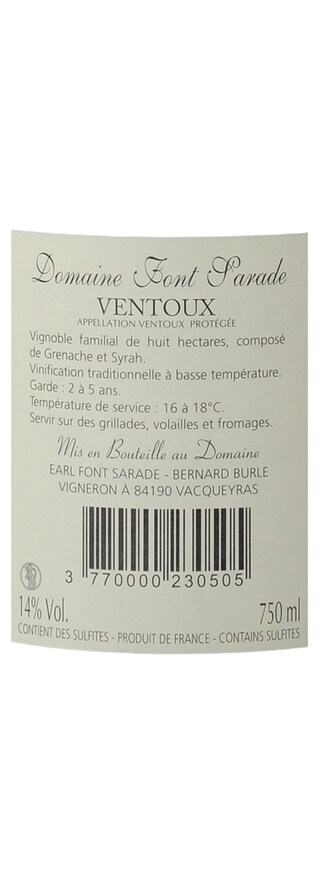 Domaine Font Sarade
VENTOUX
APPELLATION VENTOUX PROTÉGÉE
Vignoble familial de huit hectares, composé
de Grenache et Syrah.
Vinification traditionnelle à basse température.
Garde : 2 à 5 ans.
Température de service : 16 à 18°C.
Servir sur des grillades, volailles et fromages.
Mis en Bouteille au Domaine
EARL FONT SARADE - BERNARD BURLE
VIGNERON À 84190 VACQUEYRAS
3 770000 230505
14% Vol. 750 ml
CONTIENT DES SULFITES - PRODUIT DE FRANCE - CONTAINS SULFITES